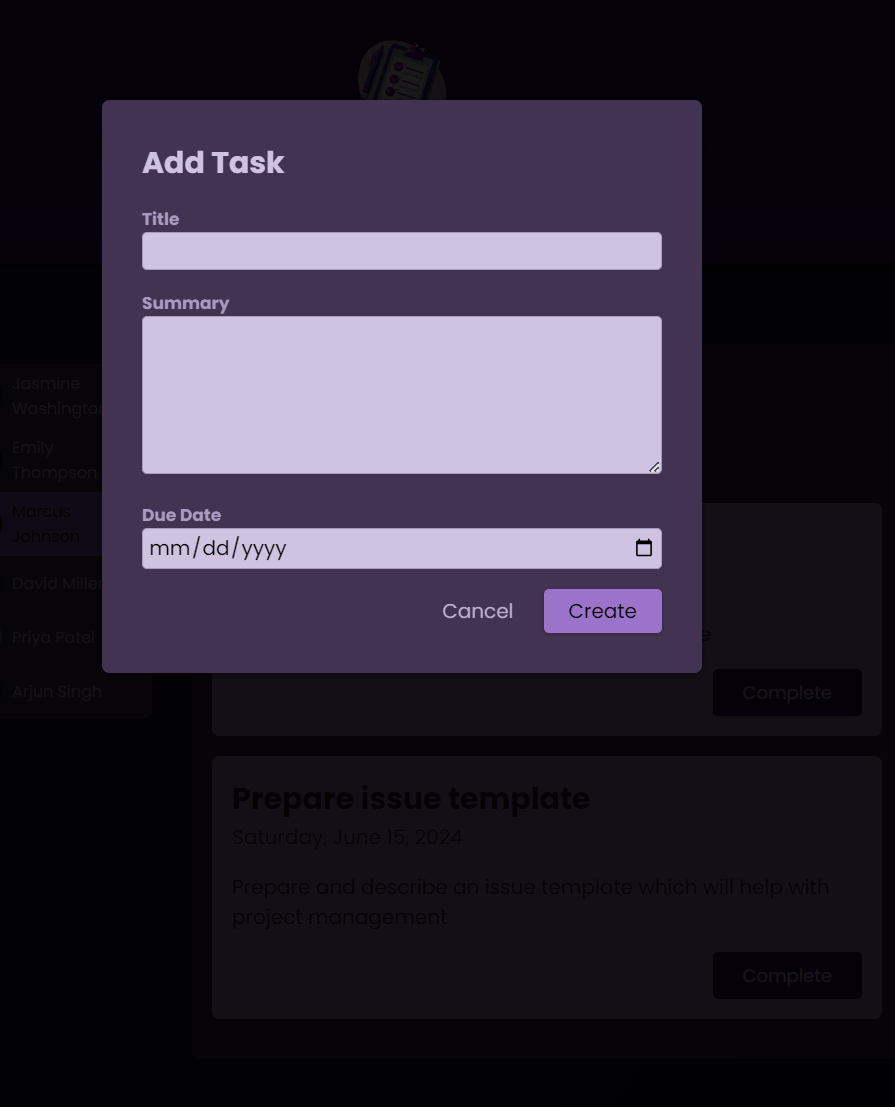 Add Task
Title
Summary
Due Date
mm/dd/yyyy
Cancel
Create
Jasmine
Washington
Emily
Thompson
Marcus
Johnson
David Miller
Priya Patel
Arjun Singh
Complete
Prepare issue template
Saturday, June 15, 2024
Prepare and describe an issue template which will help with
project management
Complete